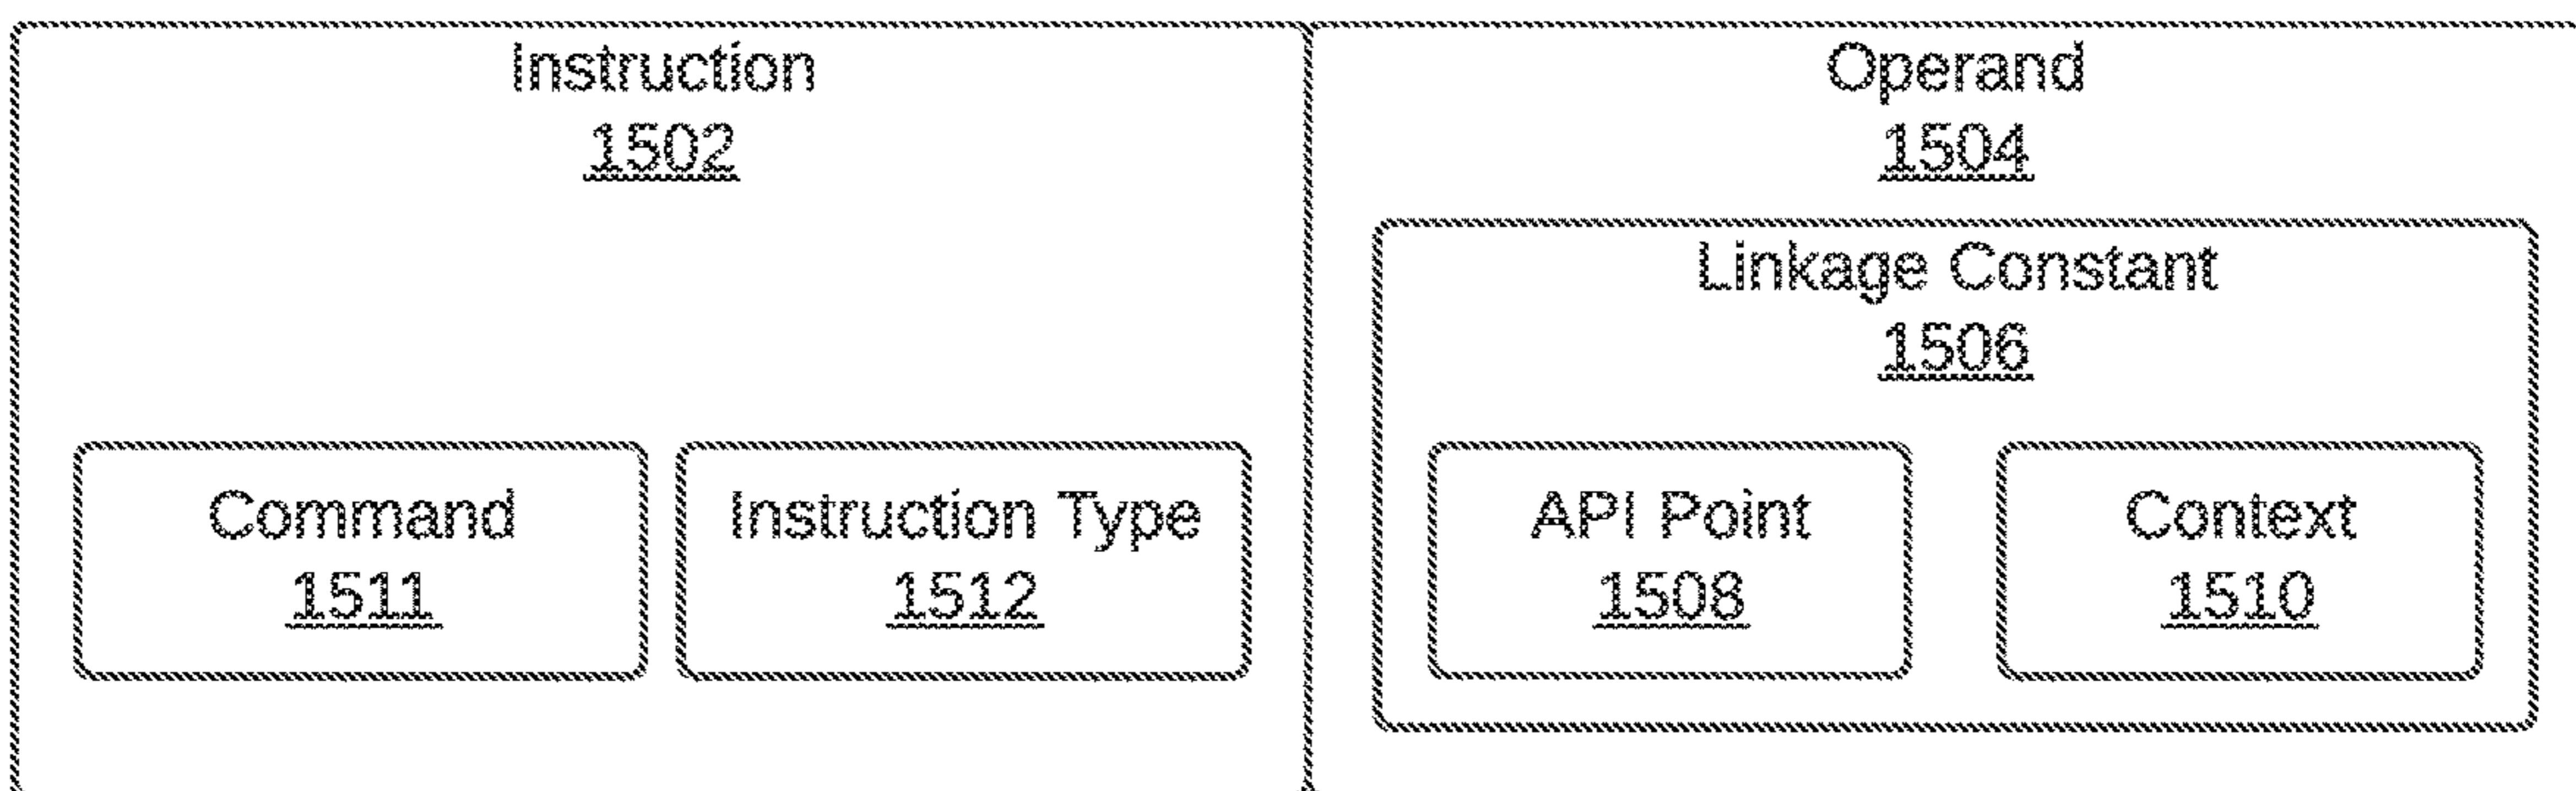 Instruction
1502
Command
1511
Instruction Type
1512
Operand
1504
Linkage Constant
1506
API Point
1508
Context
1510